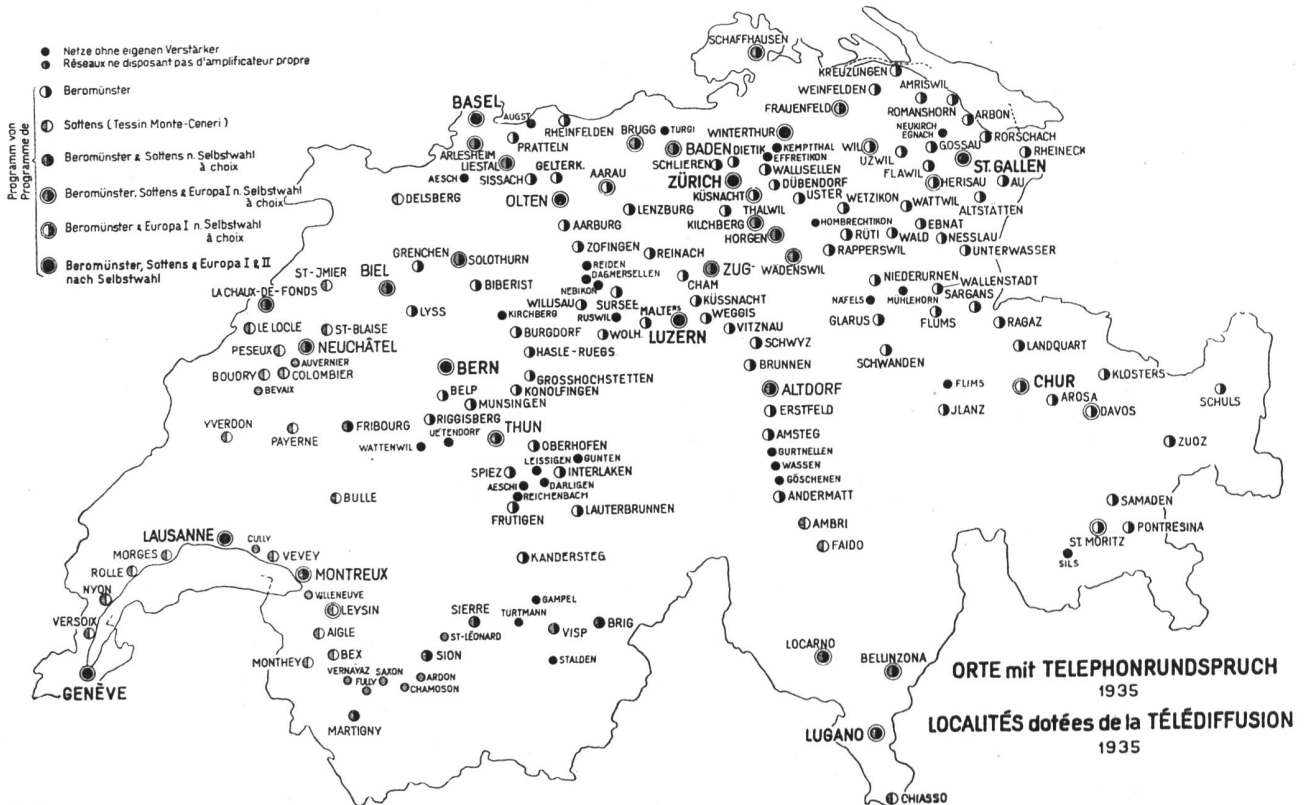 Netze ohne eigenen Verstärker
Réseaux ne disposant pas d'amplificateur propre
Programm von
Programme de
Beromünster
Sottens (Tessin Monte-Ceneri)
Beromünster & Sottens n. Selbstwahl
à choix
Beromünster, Sottens & Europa I n. Selbstwahl
à choix
Beromünster & Europa I n. Selbstwahl
à choix
Beromünster, Sottens & Europa I & II
nach Selbstwahl
SCHAFFHAUSEN
KREUZLINGEN
WEINFELDEN
AMRISWIL
FRAUENFELD
ROMANSHORN
ARBON
BASEL
AUGST
RHEINFELDEN
BRUGG
TURGI
WINTERTHUR
NEUKIRCH
EGNACH
RORSCHACH
ARLESHEIM
PRATTELN
BADEN
DIETIK.
KEMPTTHAL
WIL
UZWIL
GOSSAU
RHEINECK
LIESTAL
GELTERK.
SCHLIEREN
EFFRETIKON
ST. GALLEN
AESCH
SISSACH
AARAU
ZÜRICH
WALLISELLEN
FLAWIL
HERISAU
AU
DELSBERG
OLTEN
KÜSNACHT
DÜBENDORF
USTER
WETZIKON
WATTWIL
ALTSTÄTTEN
LENZBURG
THALWIL
AARBURG
KILCHBERG
HOMBRECHTIKON
EBNAT
HORGEN
RÜTI
WALD
NESSLAU
ZOFINGEN
REINACH
RAPPERSWIL
UNTERWASSER
GRENCHEN
SOLOTHURN
REIDEN
ZUG
WÄDENSWIL
ST-JMIER
BIEL
DAGMERSELLEN
BIBERIST
NEBIKON
CHAM
NIEDERURNEN
WALLENSTADT
LA CHAUX-DE-FONDS
WILLISAU
SURSEE
KÜSSNACHT
NÄFELS
MÜHLEHORN
SARGANS
LYSS
KIRCHBERG
RUSWIL
MALTERS
WEGGIS
GLARUS
FLUMS
RAGAZ
LE LOCLE
ST-BLAISE
BURGDORF
WOLH.
LUZERN
VITZNAU
PESEUX
NEUCHÂTEL
HASLE-RUEGS.
SCHWYZ
SCHWANDEN
LANDQUART
AUVERNIER
BOUDRY
COLOMBIER
BERN
BRUNNEN
KLOSTERS
BEVAIX
GROSSHOCHSTETTEN
KONOLFINGEN
ALTDORF
FLIMS
CHUR
BELP
MUNSINGEN
AROSA
SCHULS
ERSTFELD
JLANZ
DAVOS
YVERDON
PAYERNE
FRIBOURG
RIGGISBERG
UETENDORF
THUN
AMSTEG
WATTENWIL
OBERHOFEN
ZUOZ
GURTNELLEN
LEISSIGEN
GUNTEN
WASSEN
SPIEZ
INTERLAKEN
GÖSCHENEN
AESCHI
DÄRLIGEN
BULLE
REICHENBACH
ANDERMATT
SAMADEN
FRUTIGEN
LAUTERBRUNNEN
AMBRI
PONTRESINA
LAUSANNE
CULLY
ST. MORITZ
MORGES
VEVEY
KANDERSTEG
FAIDO
SILS
ROLLE
MONTREUX
NYON
VILLENEUVE
GAMPEL
LEYSIN
SIERRE
TURTMANN
VERSOIX
AIGLE
ST-LÉONARD
VISP
BRIG
MONTHEY
BEX
SION
STALDEN
LOCARNO
BELLINZONA
VERNAYAZ
SAXON
FULLY
ARDON
CHAMOSON
GENÈVE
MARTIGNY
LUGANO
CHIASSO
ORTE mit TELEPHONRUNDSPRUCH
1935
LOCALITÉS dotées de la TÉLÉDIFFUSION
1935